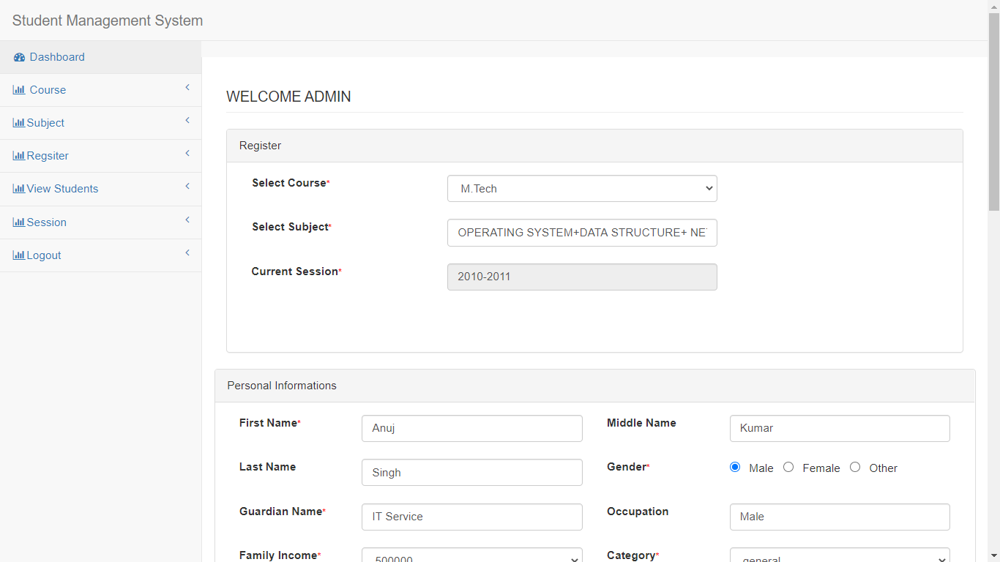 Student Management System
Dashboard
Course
Subject
Regsiter
View Students
Session
Logout
WELCOME ADMIN
Register
Select Course* M.Tech
Select Subject* OPERATING SYSTEM+DATA STRUCTURE+ NE
Current Session* 2010-2011
Personal Informations
First Name* Anuj Middle Name Kumar
Last Name Singh Gender* Male Female Other
Guardian Name* IT Service Occupation Male
Family Income* 500000 Category* general